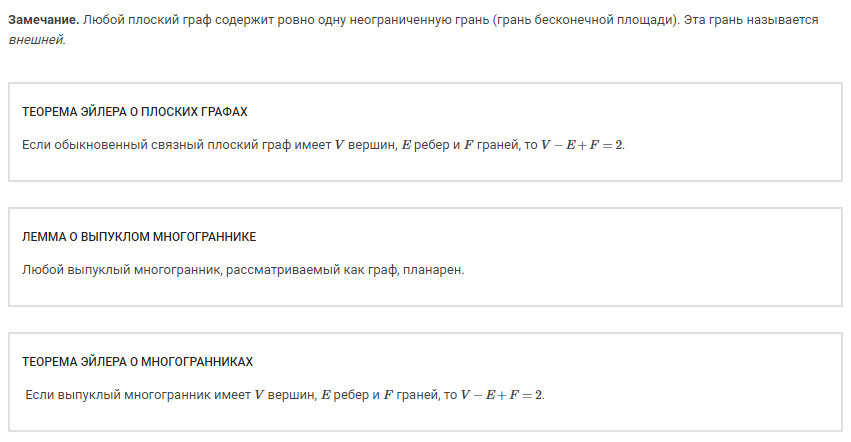 Замечание. Любой плоский граф содержит ровно одну неограниченную грань (грань бесконечной площади). Эта грань называется
внешней.
ТЕОРЕМА ЭЙЛЕРА О ПЛОСКИХ ГРАФАХ
Если обыкновенный связный плоский граф имеет V вершин, E ребер и F граней, то V − E + F = 2.
ЛЕММА О ВЫПУКЛОМ МНОГОГРАННИКЕ
Любой выпуклый многогранник, рассматриваемый как граф, планарен.
ТЕОРЕМА ЭЙЛЕРА О МНОГОГРАННИКАХ
Если выпуклый многогранник имеет V вершин, E ребер и F граней, то V − E + F = 2.